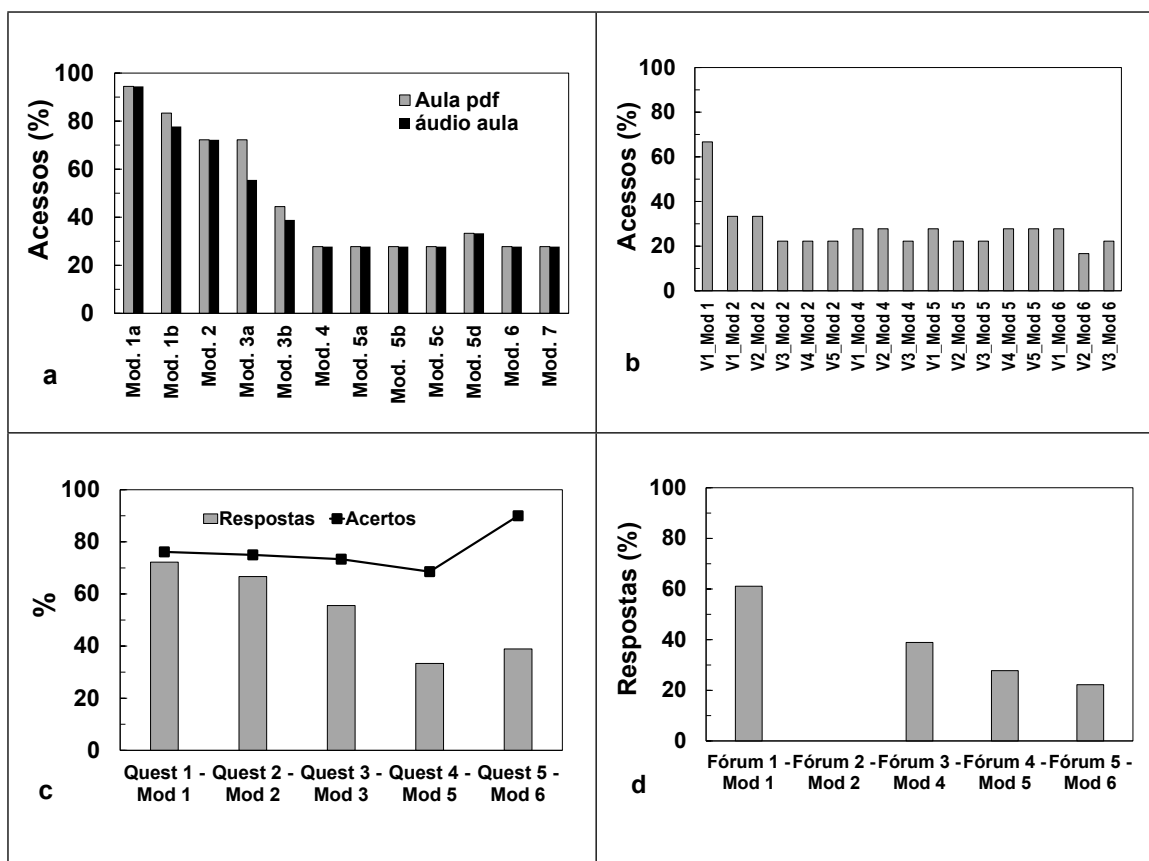 100
80
60
40
20
0
Acessos (%)
Aula pdf
áudio aula
Mod. 1a
Mod. 1b
Mod. 2
Mod. 3a
Mod. 3b
Mod. 4
Mod. 5a
Mod. 5b
Mod. 5c
Mod. 5d
Mod. 6
Mod. 7
a
100
80
60
40
20
0
Acessos (%)
V1_Mod 1
V1_Mod 2
V2_Mod 2
V3_Mod 2
V4_Mod 2
V5_Mod 2
V1_Mod 4
V2_Mod 4
V3_Mod 4
V1_Mod 5
V2_Mod 5
V3_Mod 5
V4_Mod 5
V5_Mod 5
V1_Mod 6
V2_Mod 6
V3_Mod 6
b
100
80
60
40
20
0
%
Respostas
Acertos
Quest 1 - Quest 2 - Quest 3 - Quest 4 - Quest 5 -
Mod 1 Mod 2 Mod 3 Mod 5 Mod 6
c
100
80
60
40
20
0
Respostas (%)
Fórum 1 - Fórum 2 - Fórum 3 - Fórum 4 - Fórum 5 -
Mod 1 Mod 2 Mod 4 Mod 5 Mod 6
d